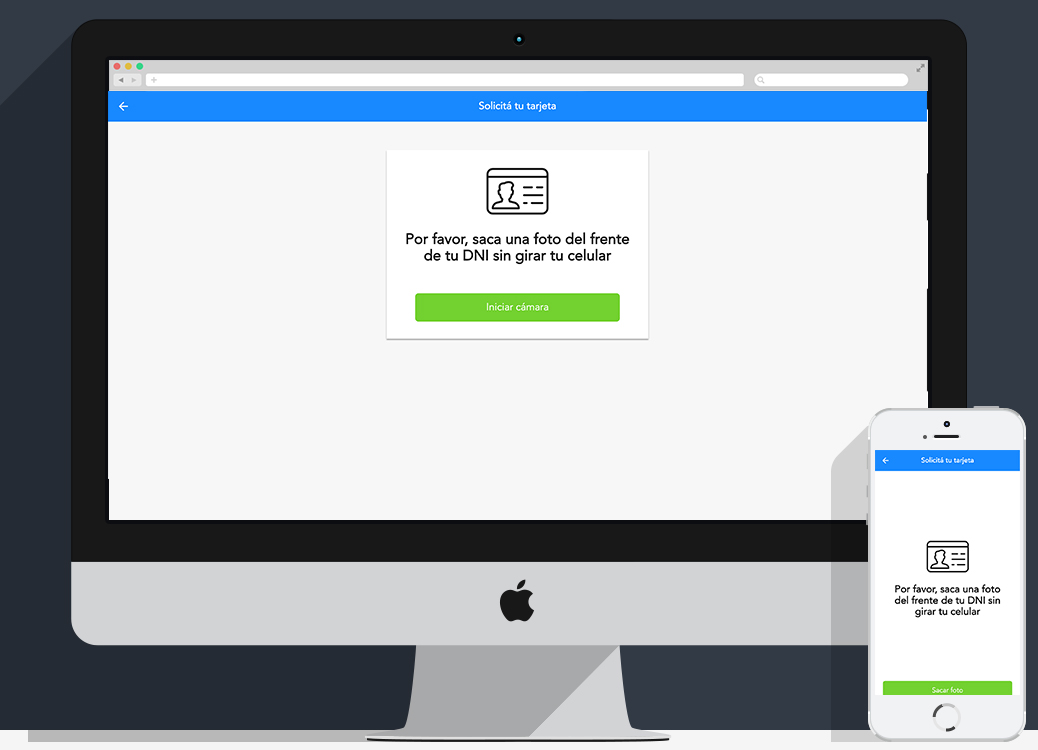 Solicitá tu tarjeta
Por favor, saca una foto del frente
de tu DNI sin girar tu celular
Iniciar cámara
Solicitá tu tarjeta
Por favor, saca una foto
del frente de tu DNI sin
girar tu celular
Sacar foto